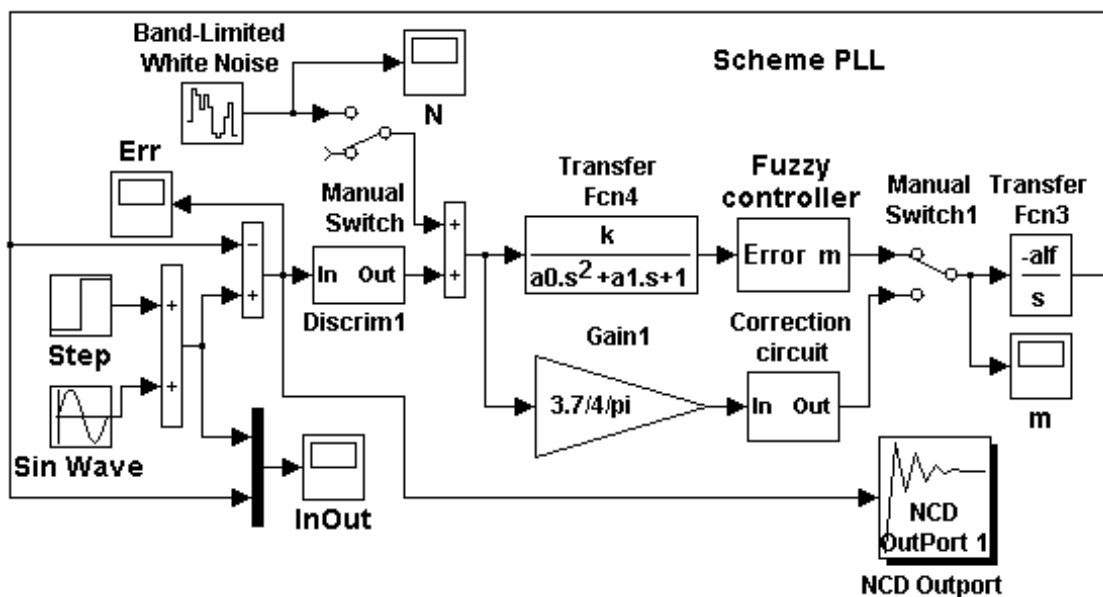 Band-Limited
White Noise
N
Scheme PLL
Err
Manual
Switch
Transfer
Fcn4
Fuzzy
controller
Manual
Switch1
Transfer
Fcn3
−
+
In Out
Discrim1
+
+
k
a0.s²+a1.s+1
Error m
-alf
s
Step
+
+
Sin Wave
Gain1
3.7/4/pi
Correction
circuit
In Out
m
InOut
NCD
OutPort 1
NCD Outport